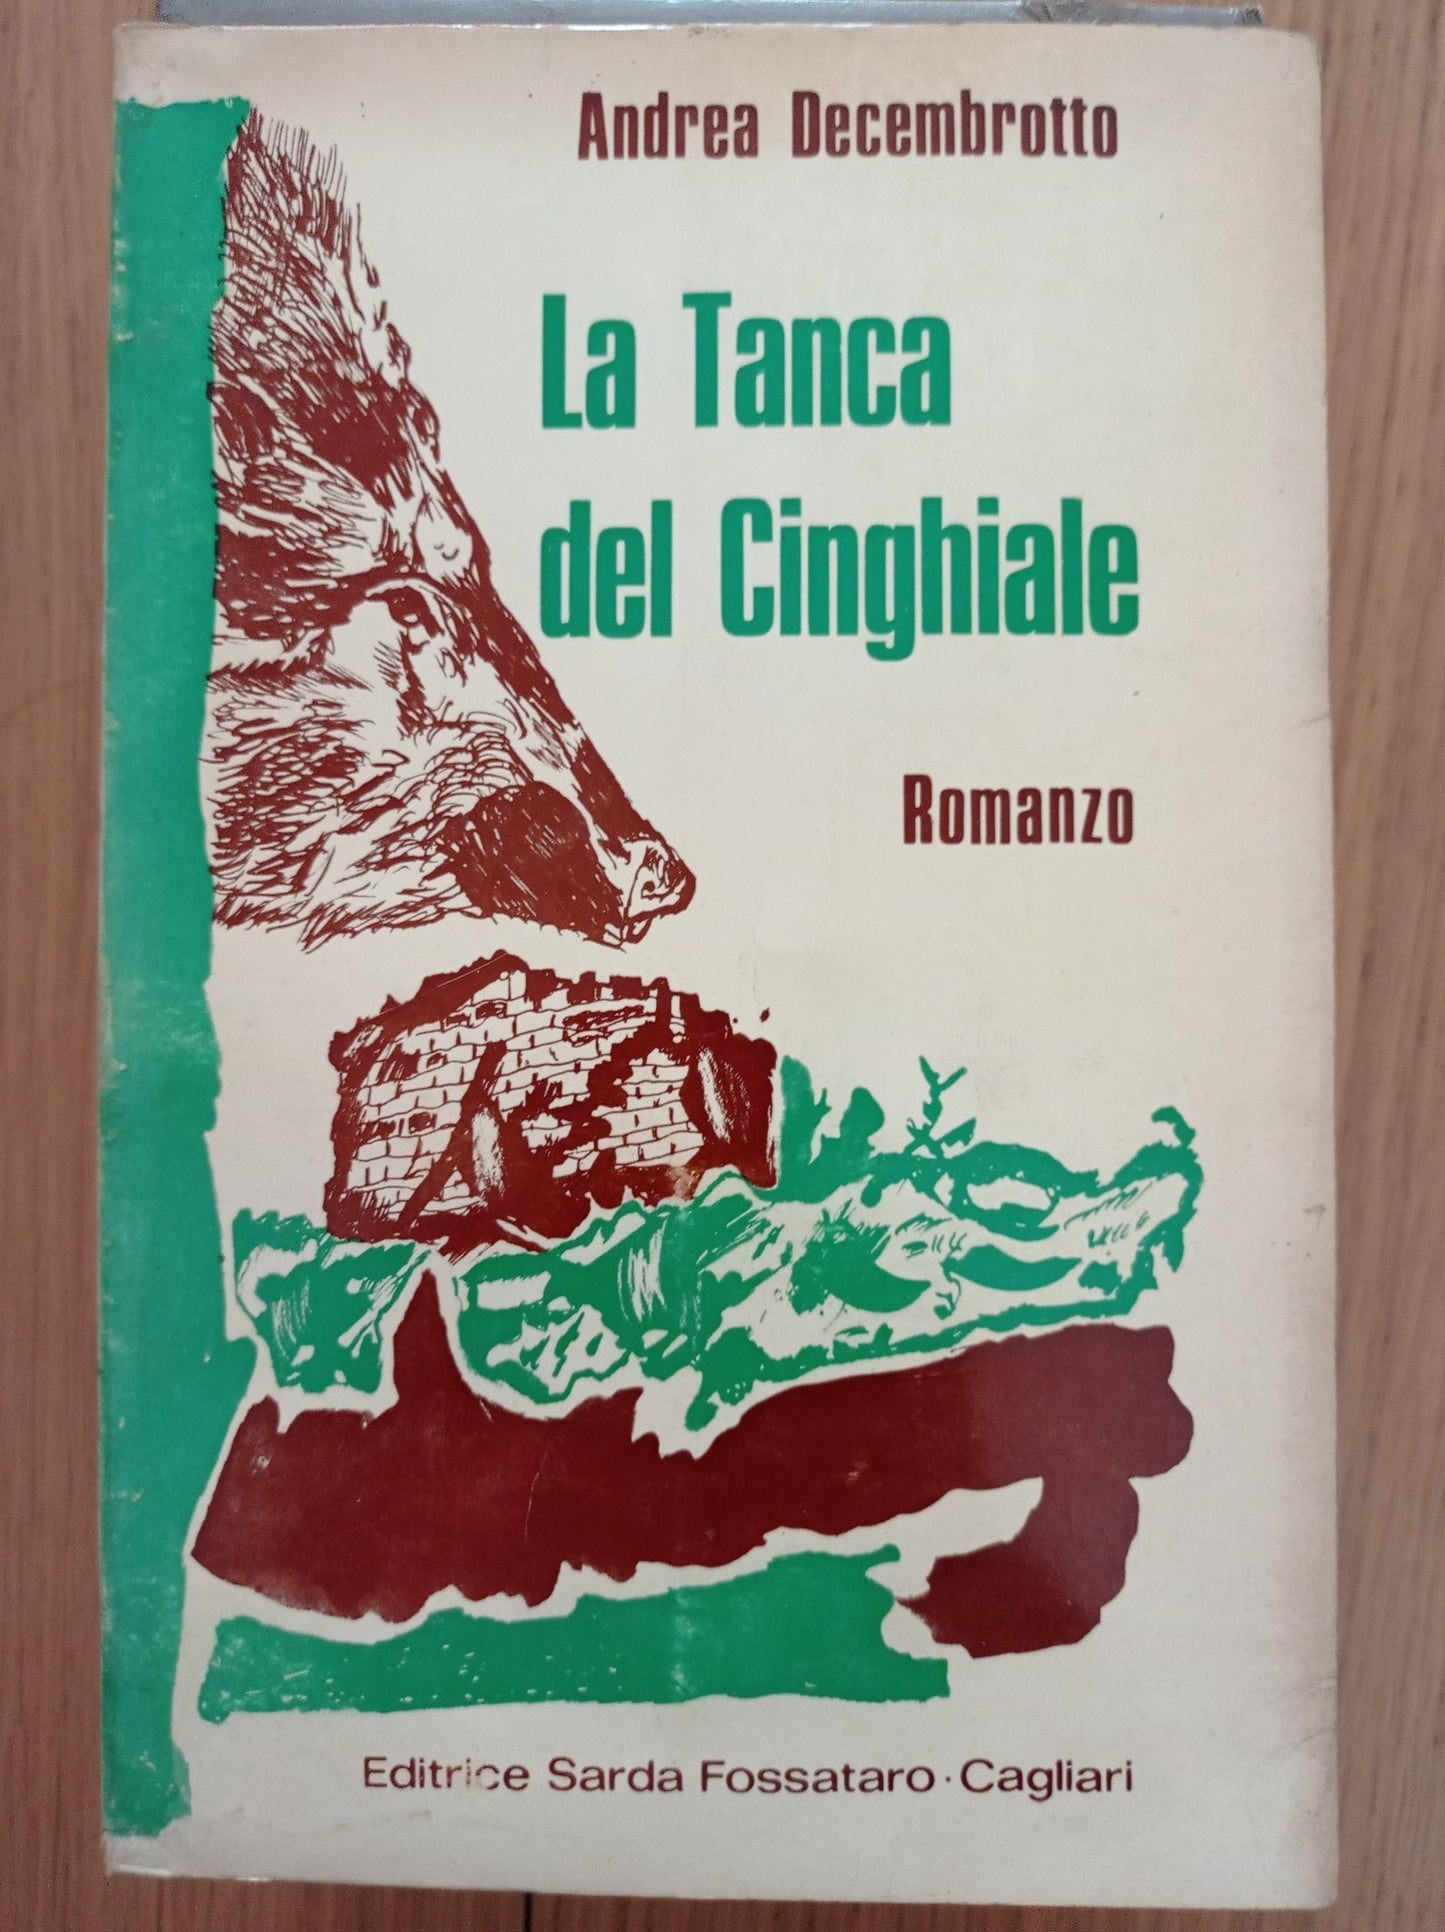 Andrea Decembrotto
La Tanca
del Cinghiale
Romanzo
Editrice Sarda Fossataro · Cagliari